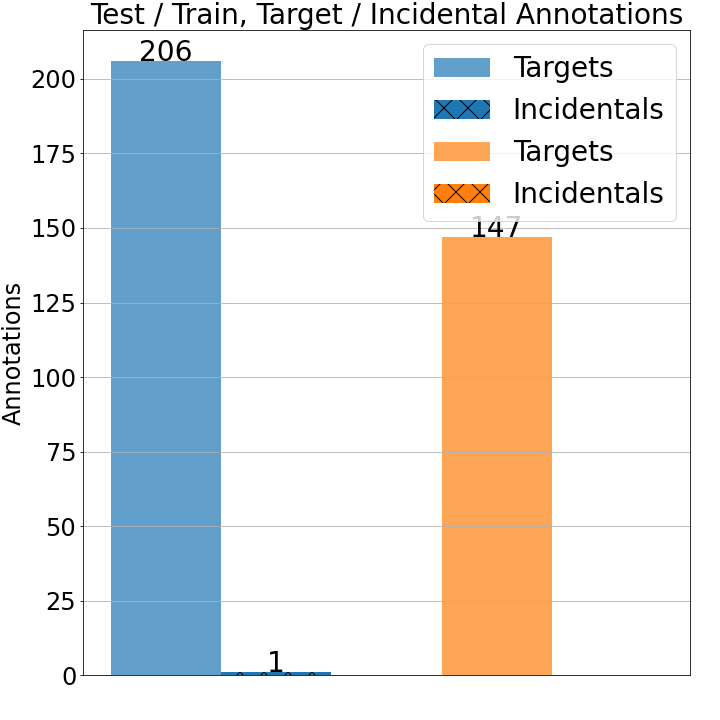 Test / Train, Target / Incidental Annotations
206
200
175
150
125
100
75
50
25
0
Annotations
Targets
Incidentals
Targets
Incidentals
147
1